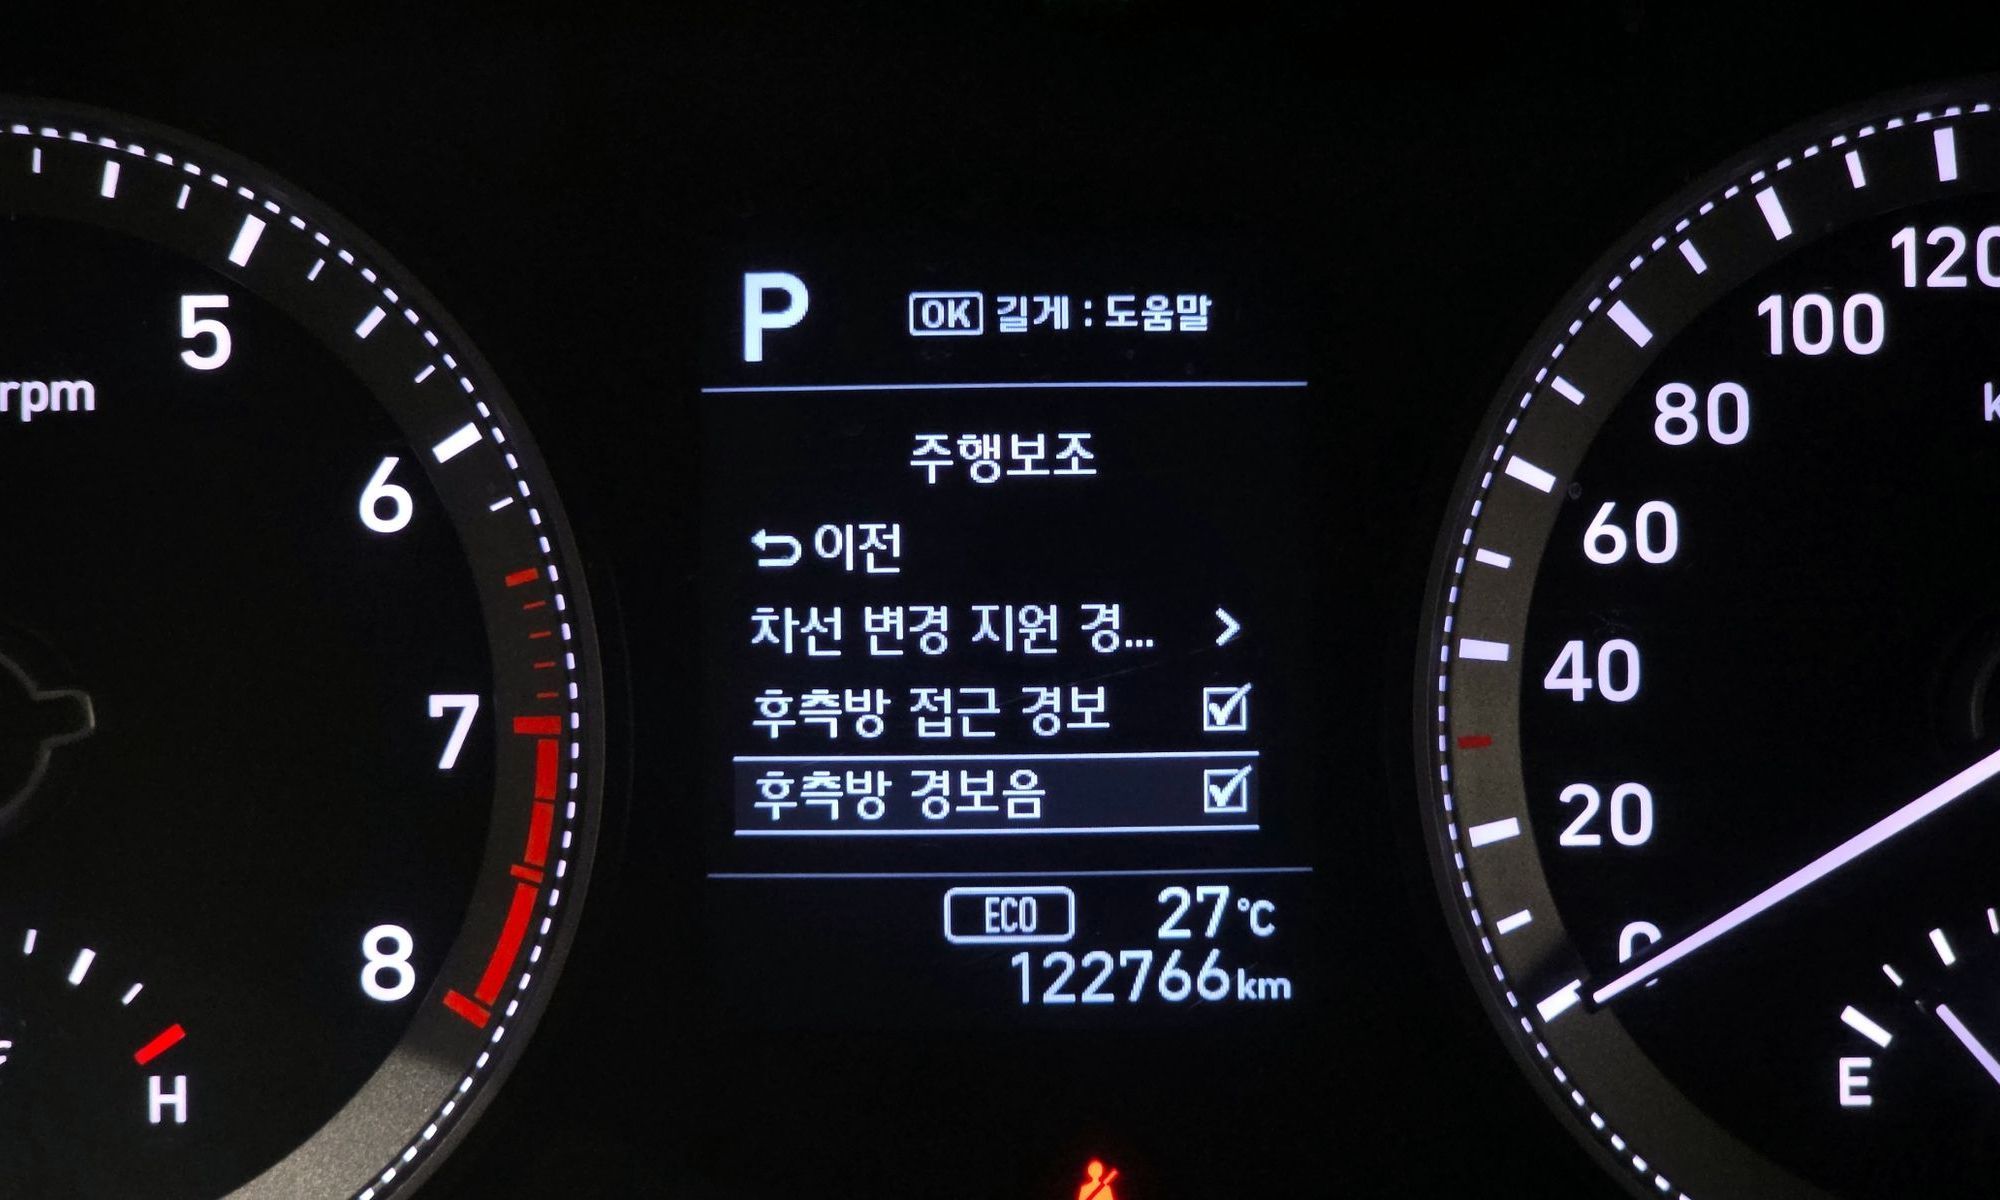 P
OK 길게 : 도움말
주행보조
이전
차선 변경 지원 경...
후측방 접근 경보
후측방 경보음
ECO 27°C
122766km
5
rpm
6
7
8
H
120
100
80
60
40
20
0
E